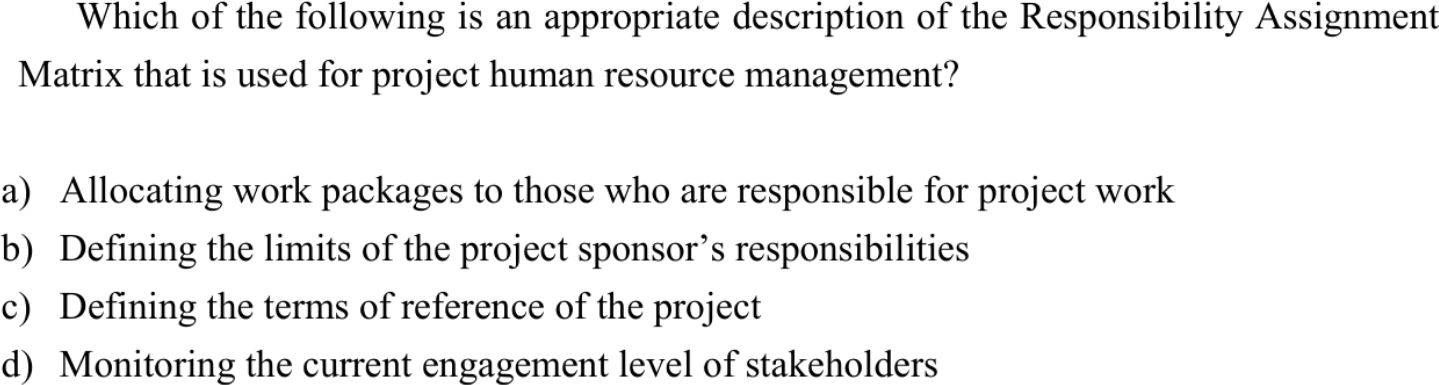 Which of the following is an appropriate description of the Responsibility Assignment
Matrix that is used for project human resource management?
a) Allocating work packages to those who are responsible for project work
b) Defining the limits of the project sponsor’s responsibilities
c) Defining the terms of reference of the project
d) Monitoring the current engagement level of stakeholders